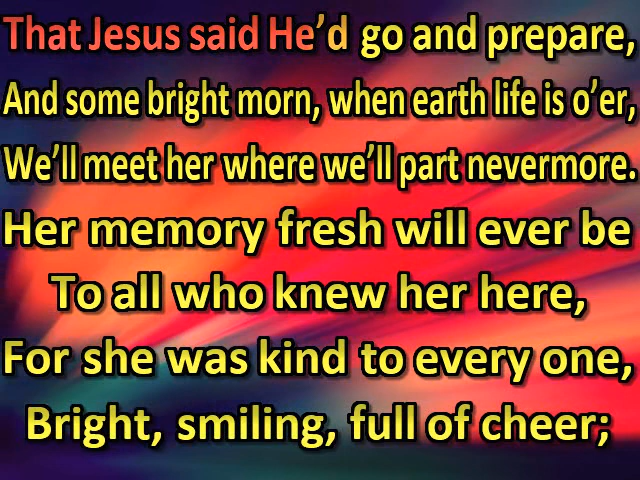 That Jesus said He’d go and prepare,
And some bright morn, when earth life is o’er,
We’ll meet her where we’ll part nevermore.
Her memory fresh will ever be
To all who knew her here,
For she was kind to every one,
Bright, smiling, full of cheer;